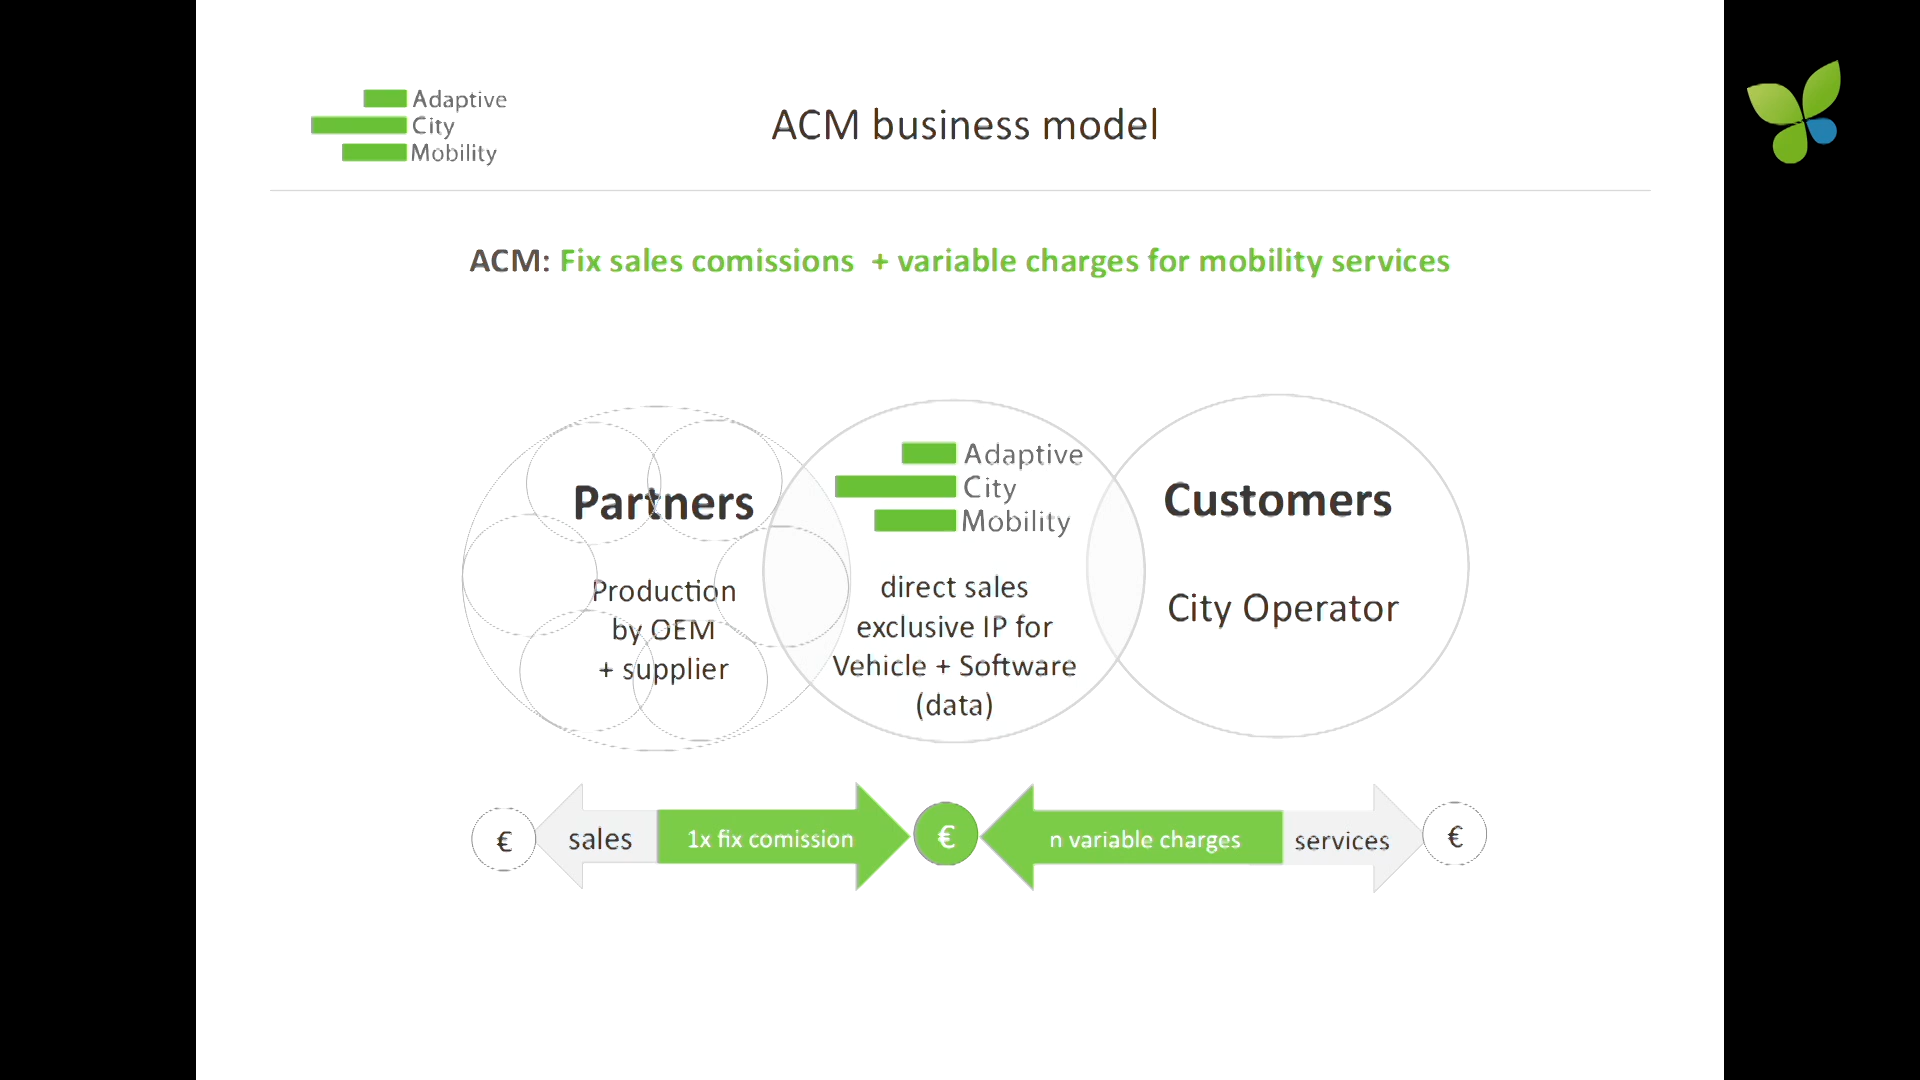 Adaptive
City
Mobility
ACM business model
ACM: Fix sales comissions + variable charges for mobility services
Partners
Production
by OEM
+ supplier
Adaptive
City
Mobility
direct sales
exclusive IP for
Vehicle + Software
(data)
Customers
City Operator
€ sales 1x fix comission € n variable charges services €